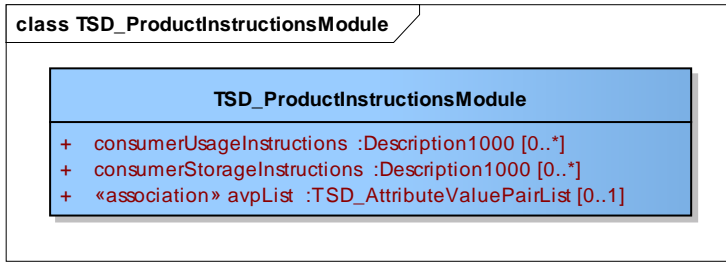 class TSD_ProductInstructionsModule
TSD_ProductInstructionsModule
+ consumerUsageInstructions :Description1000 [0..*]
+ consumerStorageInstructions :Description1000 [0..*]
+ «association» avpList :TSD_AttributeValuePairList [0..1]